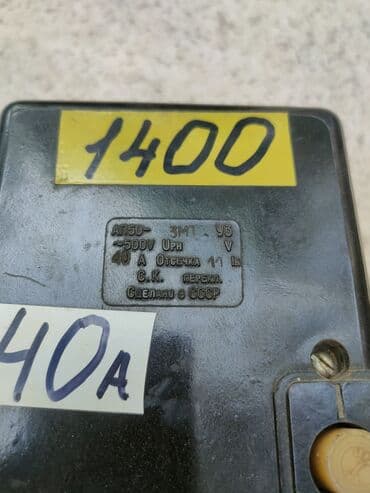 1400
АП50- 3МТ У3
~500V Uрн V
40 А Отсечка 11 Iн
С.К. перекл.
Сделано в СССР
40А